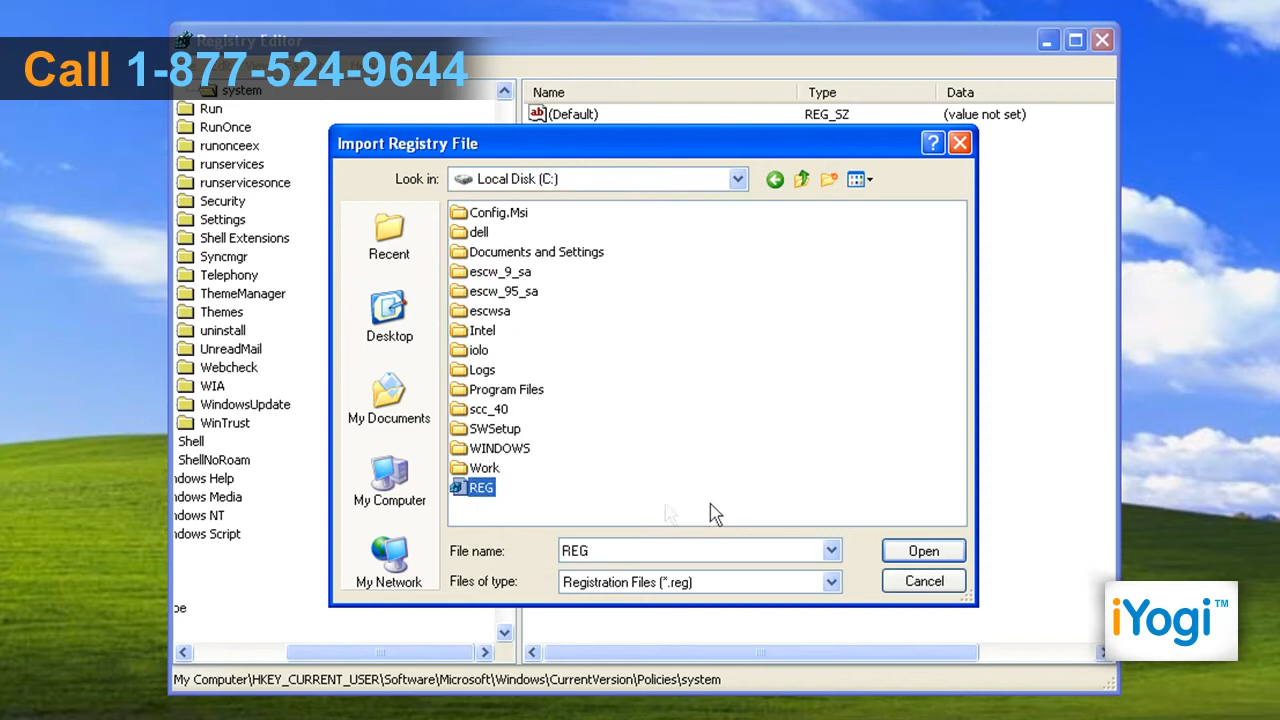 Registry Editor
Call 1-877-524-9644
system
Run
RunOnce
runonceex
runservices
runservicesonce
Security
Settings
Shell Extensions
Syncmgr
Telephony
ThemeManager
Themes
uninstall
UnreadMail
Webcheck
WIA
WindowsUpdate
WinTrust
Shell
ShellNoRoam
ndows Help
ndows Media
ndows NT
ndows Script
pe
Name Type Data
ab (Default) REG_SZ (value not set)
Import Registry File
Look in: Local Disk (C:)
Recent
Desktop
My Documents
My Computer
My Network
Config.Msi
dell
Documents and Settings
escw_9_sa
escw_95_sa
escwsa
Intel
iolo
Logs
Program Files
scc_40
SWSetup
WINDOWS
Work
REG
File name: REG Open
Files of type: Registration Files (*.reg) Cancel
iYogi™
My Computer\HKEY_CURRENT_USER\Software\Microsoft\Windows\CurrentVersion\Policies\system